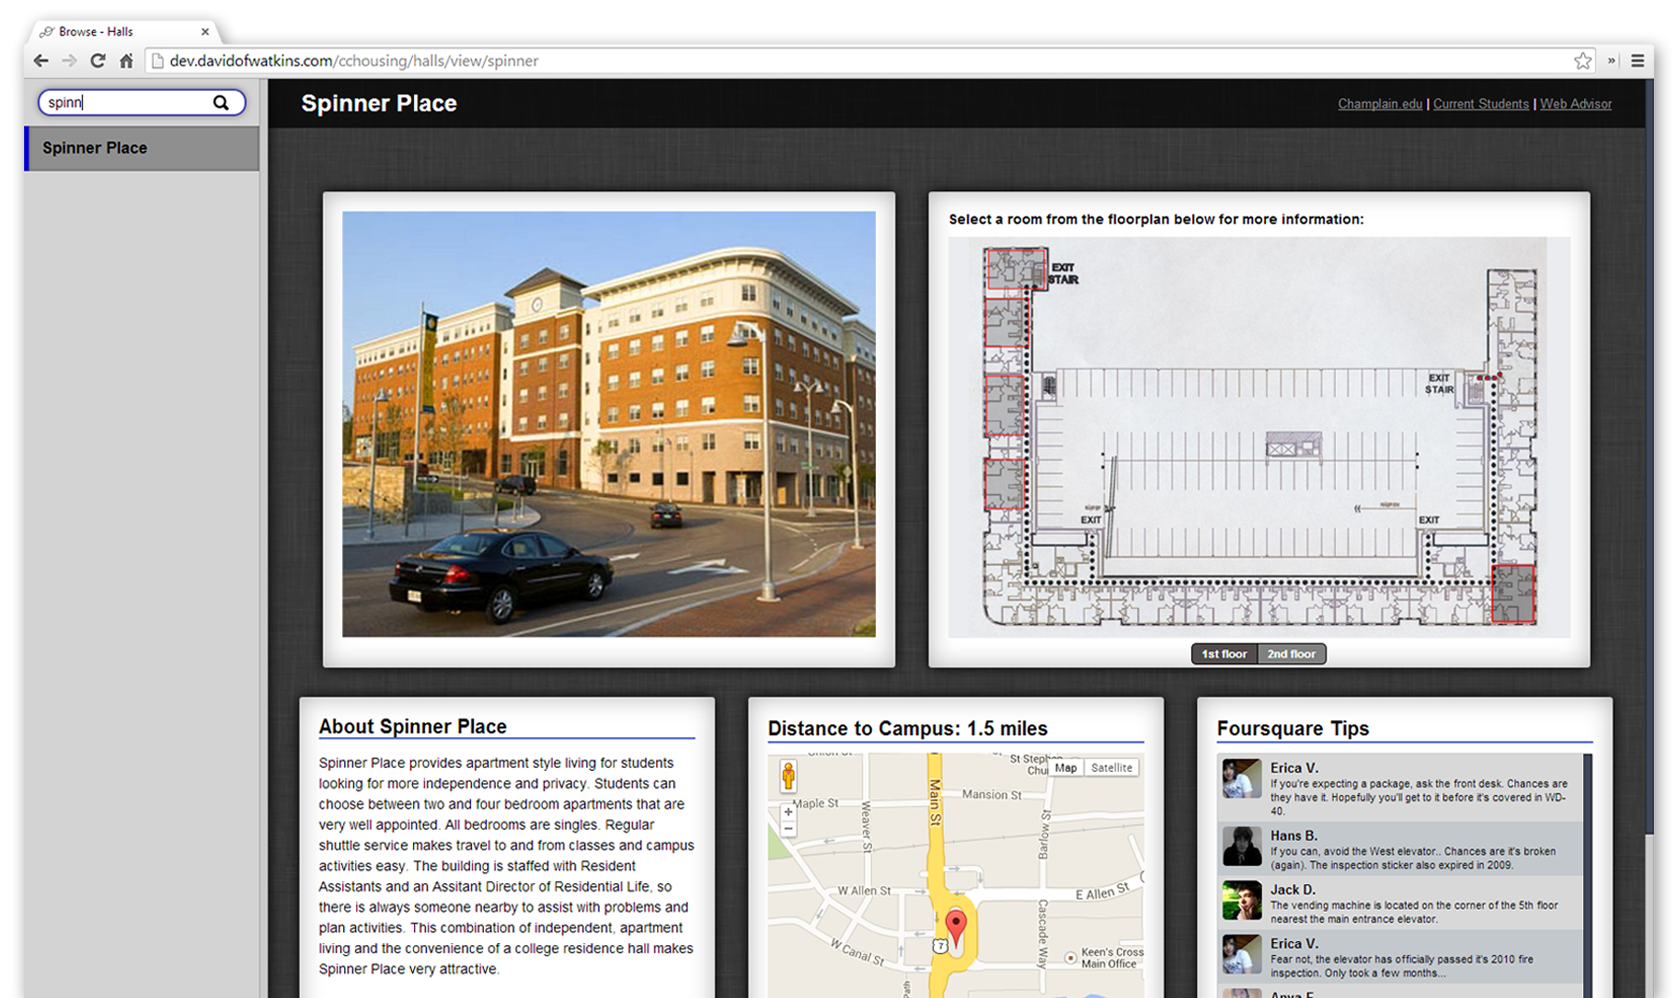 Browse - Halls
dev.davidofwatkins.com/cchousing/halls/view/spinner
spinn
Spinner Place
Spinner Place
Champlain.edu | Current Students | Web Advisor
Select a room from the floorplan below for more information:
EXIT
STAIR
EXIT
STAIR
EXIT
EXIT
1st floor
2nd floor
About Spinner Place
Spinner Place provides apartment style living for students
looking for more independence and privacy. Students can
choose between two and four bedroom apartments that are
very well appointed. All bedrooms are singles. Regular
shuttle service makes travel to and from classes and campus
activities easy. The building is staffed with Resident
Assistants and an Assitant Director of Residential Life, so
there is always someone nearby to assist with problems and
plan activities. This combination of independent, apartment
living and the convenience of a college residence hall makes
Spinner Place very attractive.
Distance to Campus: 1.5 miles
Union St
St Steph
Chu
Map
Satellite
Main St
Mansion St
Maple St
Weaver St
Barlow St
W Allen St
E Allen St
7
W Canal St
Cascade Way
Keen's Cross
Main Office
Path
Foursquare Tips
Erica V.
If you're expecting a package, ask the front desk. Chances are
they have it. Hopefully you'll get to it before it's covered in WD-
40.
Hans B.
If you can, avoid the West elevator.. Chances are it's broken
(again). The inspection sticker also expired in 2009.
Jack D.
The vending machine is located on the corner of the 5th floor
nearest the main entrance elevator.
Erica V.
Fear not, the elevator has officially passed it's 2010 fire
inspection. Only took a few months...
Anya F.